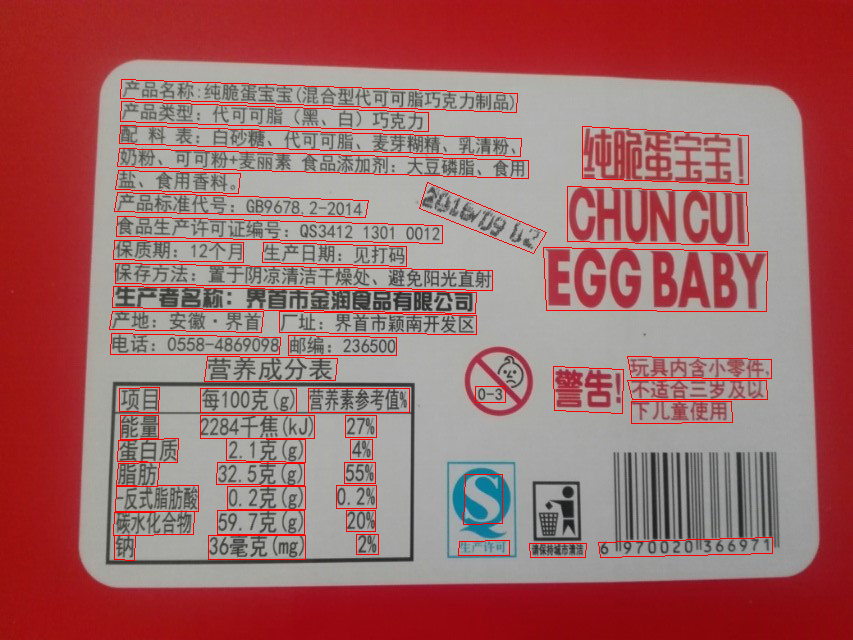 产品名称:纯脆蛋宝宝(混合型代可可脂巧克力制品)
产品类型：代可可脂（黑、白）巧克力
配 料 表：白砂糖、代可可脂、麦芽糊精、乳清粉、
奶粉、可可粉+麦丽素 食品添加剂：大豆磷脂、食用
盐、食用香料。
产品标准代号：GB9678.2-2014
食品生产许可证编号：QS3412 1301 0012
保质期：12个月 生产日期：见打码
保存方法：置于阴凉清洁干燥处、避免阳光直射
生产者名称：界首市金润食品有限公司
产地：安徽·界首 厂址：界首市颖南开发区
电话：0558-4869098 邮编：236500
营养成分表
项目 每100克(g) 营养素参考值%
能量 2284千焦(kJ) 27%
蛋白质 2.1克(g) 4%
脂肪 32.5克(g) 55%
-反式脂肪酸 0.2克(g) 0.2%
碳水化合物 59.7克(g) 20%
钠 36毫克(mg) 2%
2016/09 02
纯脆蛋宝宝！
CHUN CUI
EGG BABY
0-3
警告!
玩具内含小零件,
不适合三岁及以
下儿童使用
S
生产许可
请保持城市清洁
6 970020 366971